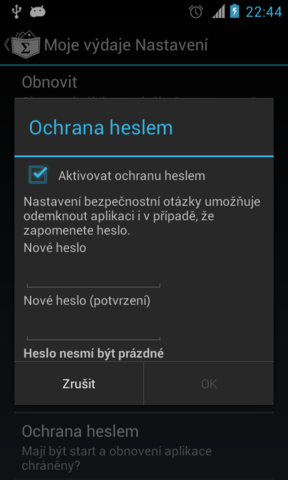 22:44
Moje výdaje Nastavení
Obnovit
Ochrana heslem
Aktivovat ochranu heslem
Nastavení bezpečnostní otázky umožňuje
odemknout aplikaci i v případě, že
zapomenete heslo.
Nové heslo
Nové heslo (potvrzení)
Heslo nesmí být prázdné
Zrušit
OK
Ochrana heslem
Mají být start a obnovení aplikace
chráněny?